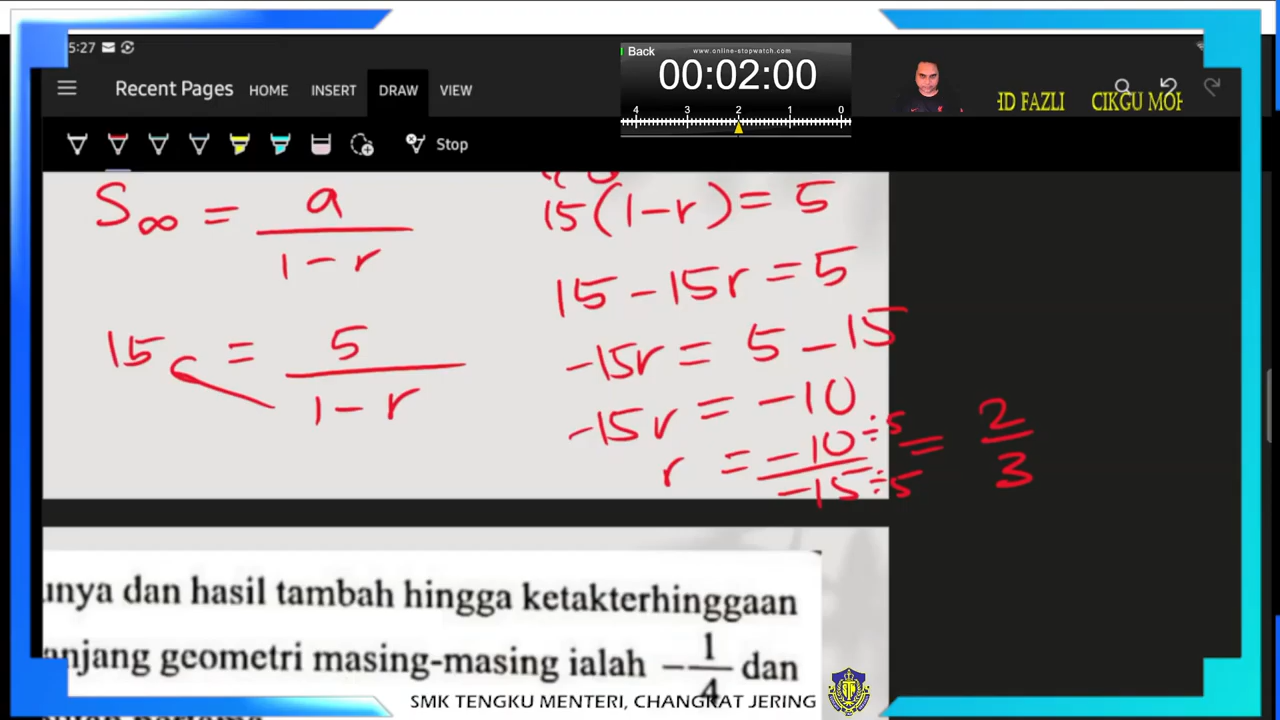 5:27
Back
www.online-stopwatch.com
00:02:00
4 3 2 1 0
HD FAZLI CIKGU MOH
Recent Pages HOME INSERT DRAW VIEW
Stop
S∞ = a/(1-r)
15 = 5/(1-r)
15(1-r) = 5
15 - 15r = 5
-15r = 5 - 15
-15r = -10
r = (-10÷5)/(-15÷5) = 2/3
unya dan hasil tambah hingga ketakterhinggaan
anjang geometri masing-masing ialah -1/4 dan
SMK TENGKU MENTERI, CHANGKAT JERING